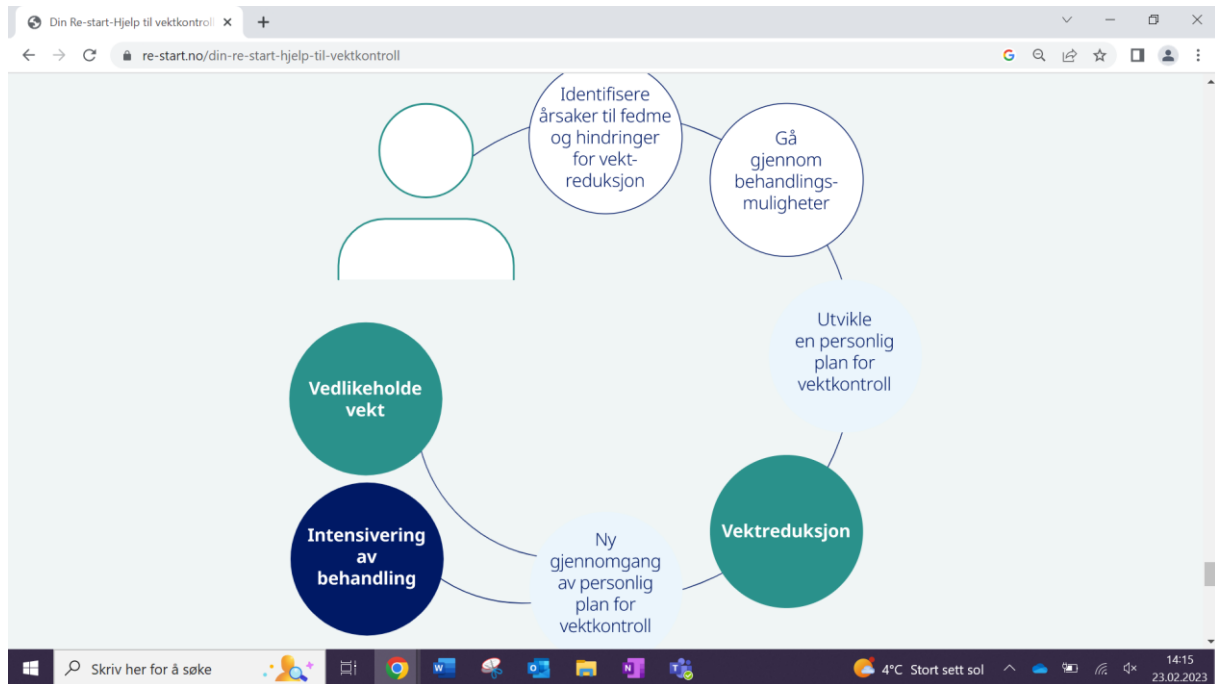 Din Re-start-Hjelp til vektkontroll
re-start.no/din-re-start-hjelp-til-vektkontroll
Identifisere
årsaker til fedme
og hindringer
for vekt-
reduksjon
Gå
gjennom
behandlings-
muligheter
Utvikle
en personlig
plan for
vektkontroll
Vektreduksjon
Ny
gjennomgang
av personlig
plan for
vektkontroll
Vedlikeholde
vekt
Intensivering
av
behandling
Skriv her for å søke
4°C Stort sett sol
14:15
23.02.2023